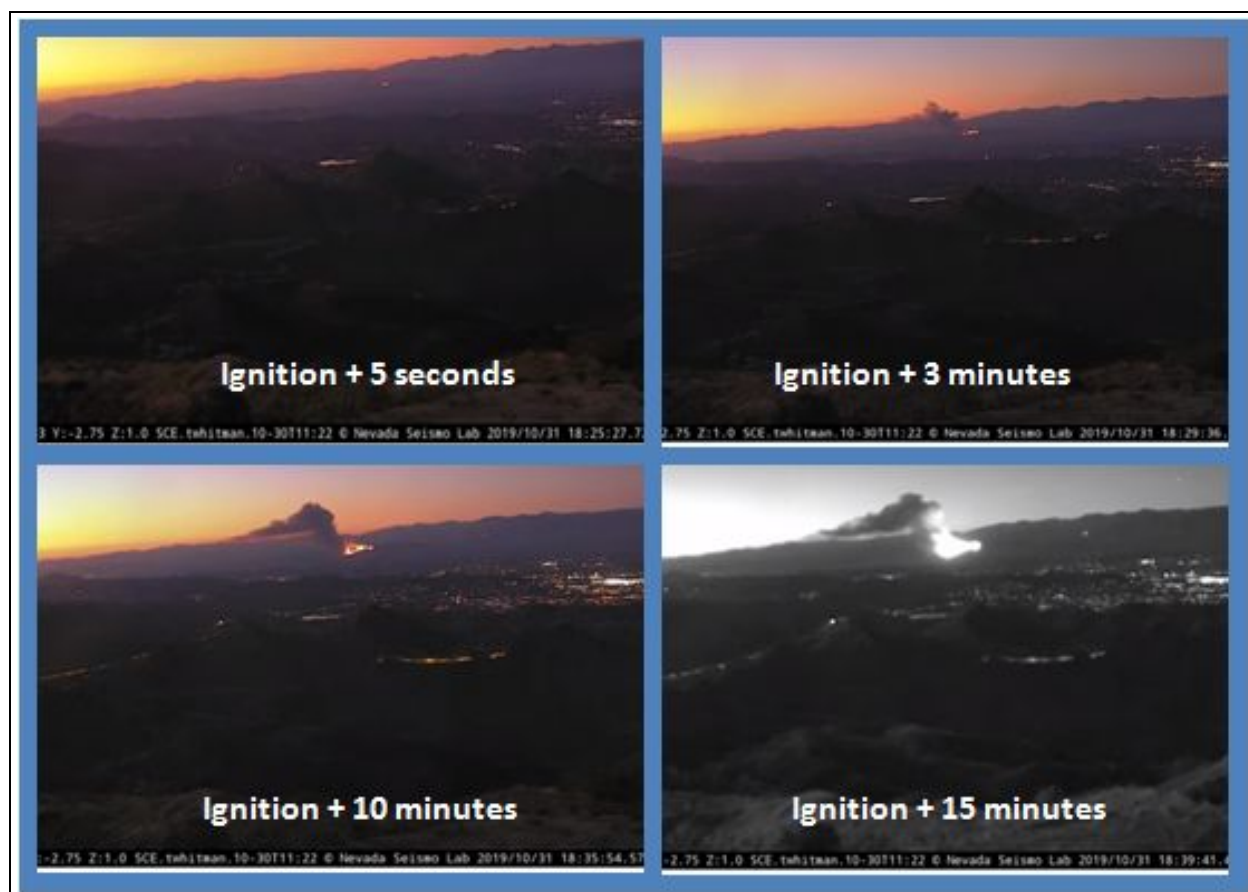 Ignition + 5 seconds
3 Y:-2.75 Z:1.0 SCE.twhitman.10-30T11:22 © Nevada Seismo Lab 2019/10/31 18:25:27.7
Ignition + 3 minutes
2.75 Z:1.0 SCE.twhitman.10-30T11:22 © Nevada Seismo Lab 2019/10/31 18:29:36.
Ignition + 10 minutes
:-2.75 Z:1.0 SCE.twhitman.10-30T11:22 © Nevada Seismo Lab 2019/10/31 18:35:54.57
Ignition + 15 minutes
-2.75 Z:1.0 SCE.twhitman.10-30T11:22 © Nevada Seismo Lab 2019/10/31 18:39:41.